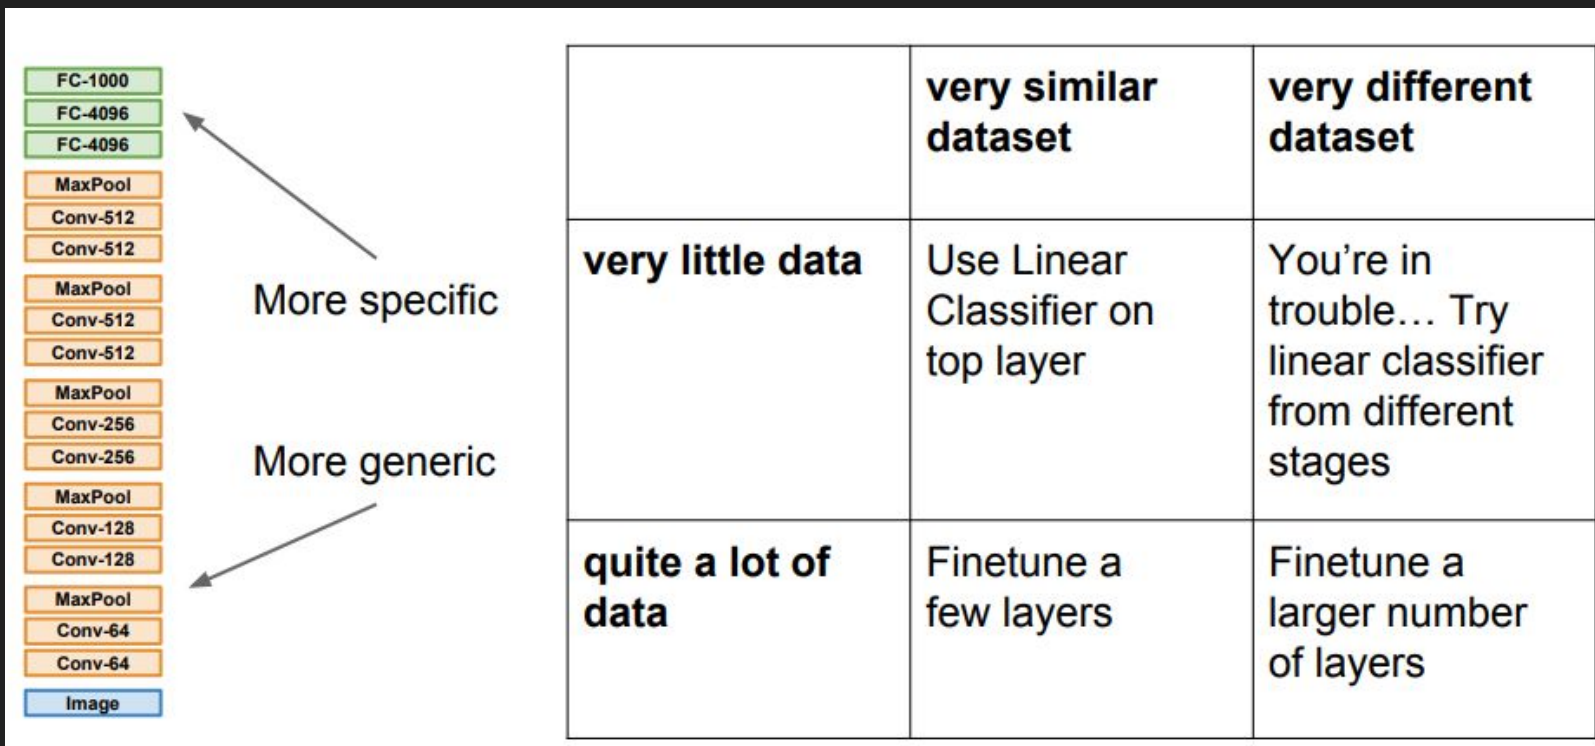 FC-1000
FC-4096
FC-4096
MaxPool
Conv-512
Conv-512
MaxPool
Conv-512
Conv-512
MaxPool
Conv-256
Conv-256
MaxPool
Conv-128
Conv-128
MaxPool
Conv-64
Conv-64
Image
More specific
More generic
very similar
dataset
very different
dataset
very little data
Use Linear
Classifier on
top layer
You’re in
trouble… Try
linear classifier
from different
stages
quite a lot of
data
Finetune a
few layers
Finetune a
larger number
of layers